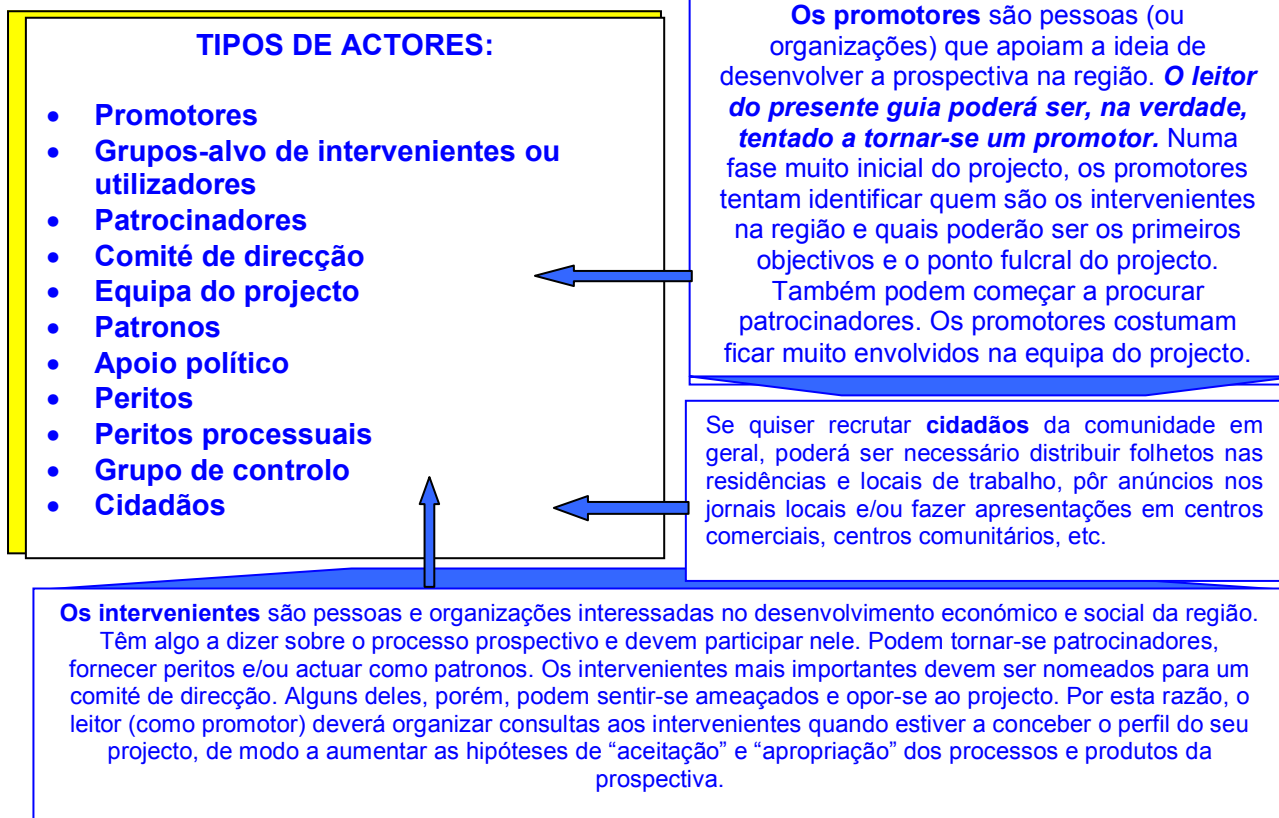 TIPOS DE ACTORES:
• Promotores
• Grupos-alvo de intervenientes ou
utilizadores
• Patrocinadores
• Comité de direcção
• Equipa do projecto
• Patronos
• Apoio político
• Peritos
• Peritos processuais
• Grupo de controlo
• Cidadãos
Os promotores são pessoas (ou
organizações) que apoiam a ideia de
desenvolver a prospectiva na região. O leitor
do presente guia poderá ser, na verdade,
tentado a tornar-se um promotor. Numa
fase muito inicial do projecto, os promotores
tentam identificar quem são os intervenientes
na região e quais poderão ser os primeiros
objectivos e o ponto fulcral do projecto.
Também podem começar a procurar
patrocinadores. Os promotores costumam
ficar muito envolvidos na equipa do projecto.
Se quiser recrutar cidadãos da comunidade em
geral, poderá ser necessário distribuir folhetos nas
residências e locais de trabalho, pôr anúncios nos
jornais locais e/ou fazer apresentações em centros
comerciais, centros comunitários, etc.
Os intervenientes são pessoas e organizações interessadas no desenvolvimento económico e social da região.
Têm algo a dizer sobre o processo prospectivo e devem participar nele. Podem tornar-se patrocinadores,
fornecer peritos e/ou actuar como patronos. Os intervenientes mais importantes devem ser nomeados para um
comité de direcção. Alguns deles, porém, podem sentir-se ameaçados e opor-se ao projecto. Por esta razão, o
leitor (como promotor) deverá organizar consultas aos intervenientes quando estiver a conceber o perfil do seu
projecto, de modo a aumentar as hipóteses de “aceitação” e “apropriação” dos processos e produtos da
prospectiva.